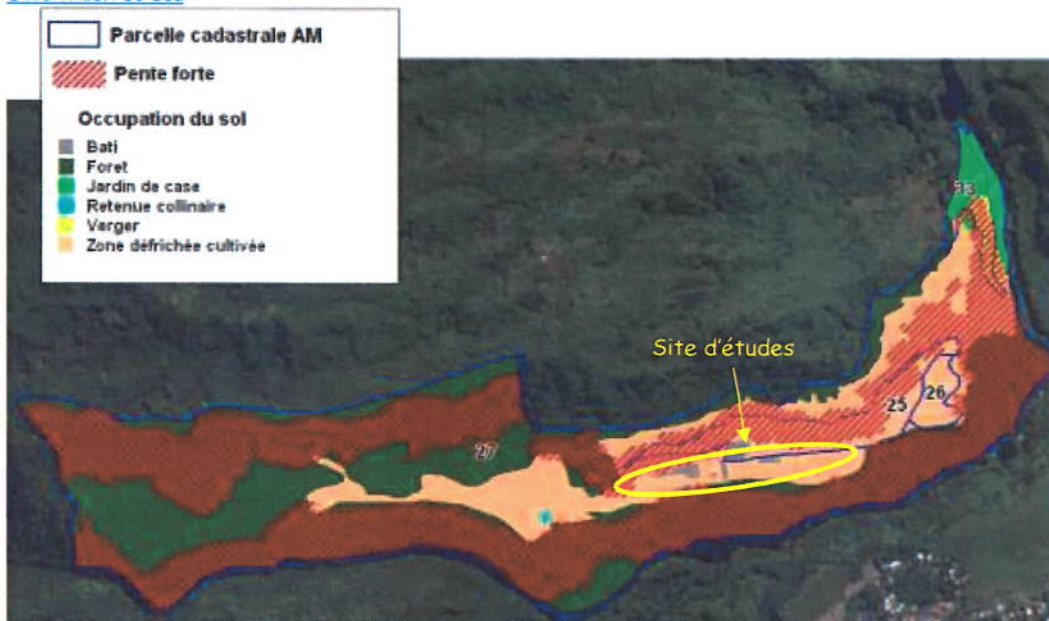 Parcelle cadastrale AM
Pente forte
Occupation du sol
Bati
Foret
Jardin de case
Retenue collinaire
Verger
Zone défrichée cultivée
33
Site d'études
25
26
27